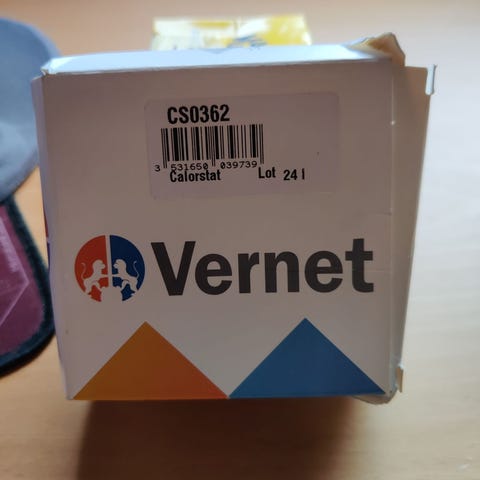 CS0362
3 531650 039739
Calorstat Lot 24 I
Vernet